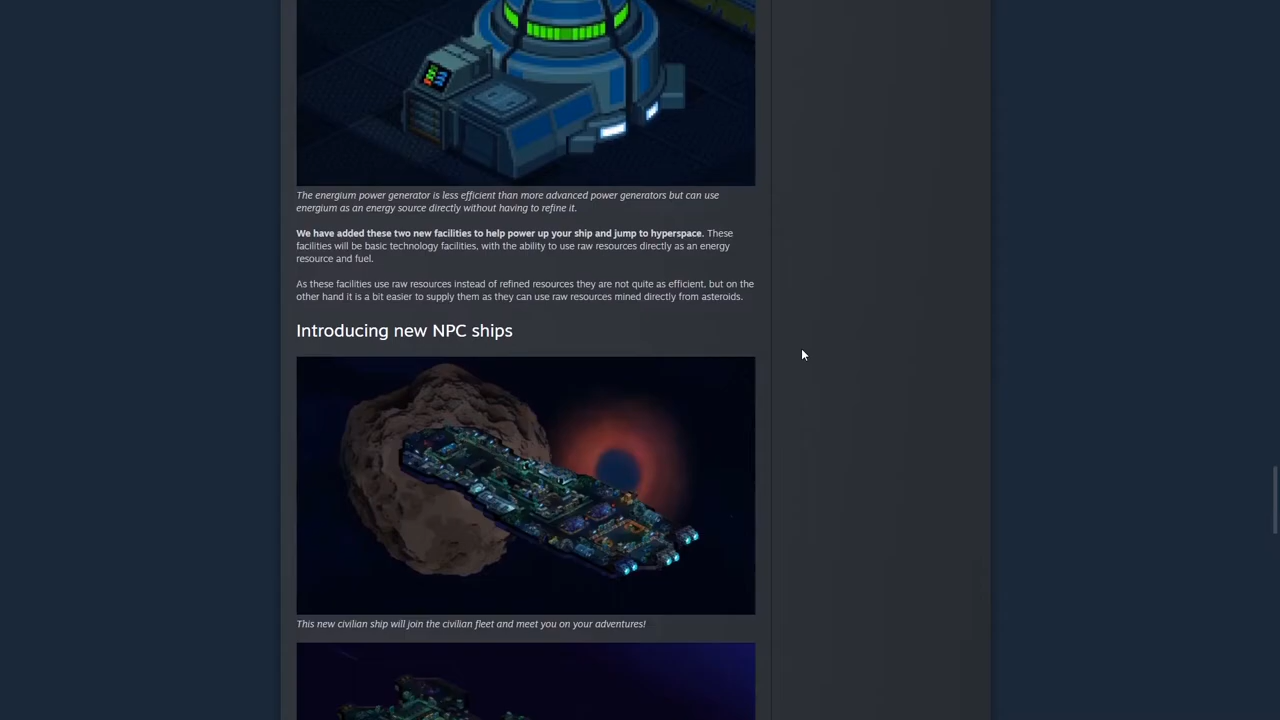 The energium power generator is less efficient than more advanced power generators but can use
energium as an energy source directly without having to refine it.
We have added these two new facilities to help power up your ship and jump to hyperspace. These
facilities will be basic technology facilities, with the ability to use raw resources directly as an energy
resource and fuel.
As these facilities use raw resources instead of refined resources they are not quite as efficient, but on the
other hand it is a bit easier to supply them as they can use raw resources mined directly from asteroids.
Introducing new NPC ships
This new civilian ship will join the civilian fleet and meet you on your adventures!